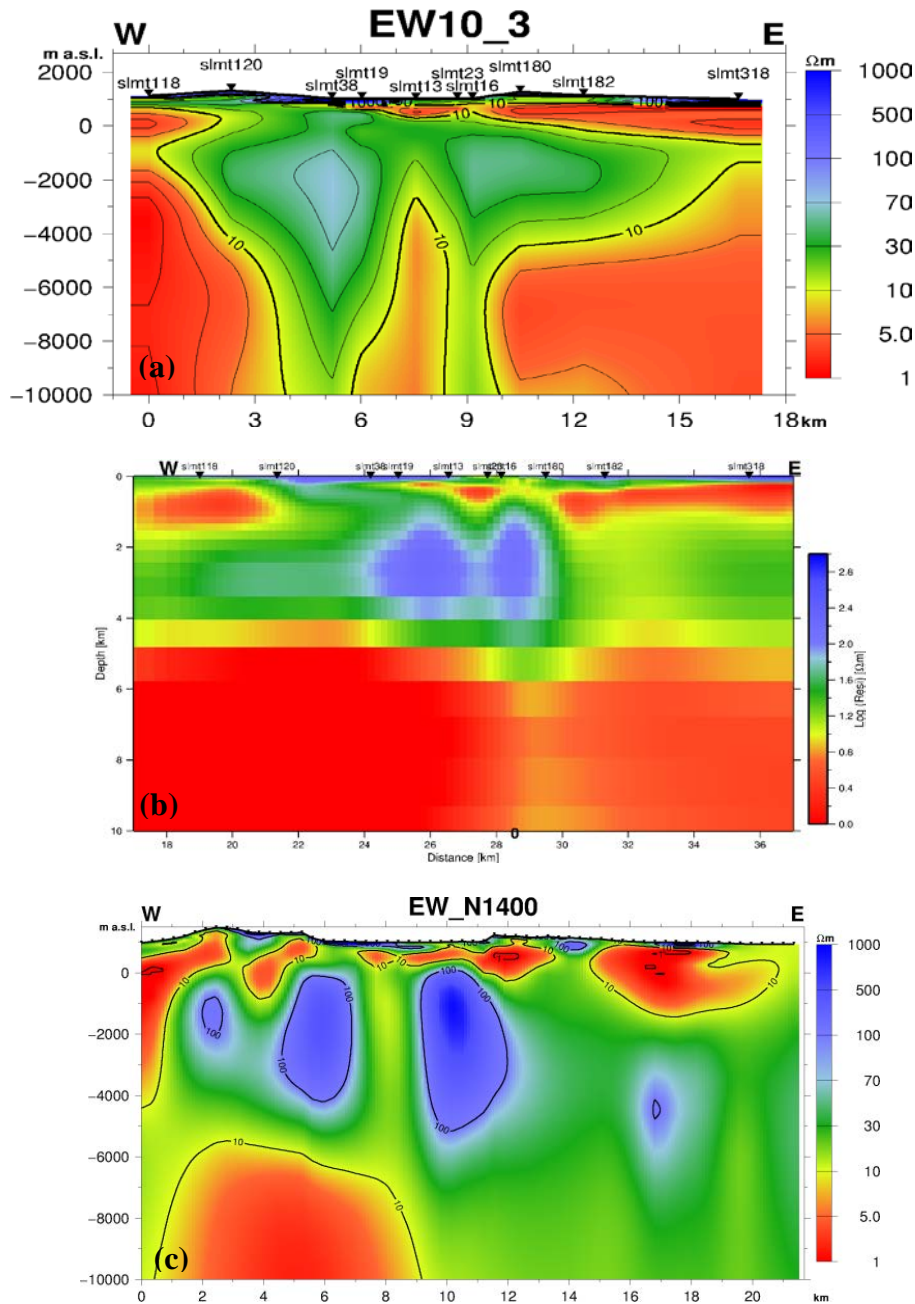 EW10_3
W E
m a.s.l.
slmt118 slmt120 slmt38 slmt19 slmt13 slmt23 slmt16 slmt180 slmt182 slmt318
Ωm
2000
0
−2000
−4000
−6000
−8000
−10000
10 10 10 10 10
1000
500
100
70
30
10
5.0
1
(a)
0 3 6 9 12 15 18 km
W E
slmt118 slmt120 slmt38 slmt19 slmt13 slmt16 slmt180 slmt182 slmt318
0
2
4
6
8
10
Depth [km]
2.8
2.4
2.0
1.6
1.2
0.8
0.4
0.0
Log (Resi) [Ωm]
(b)
0
18 20 22 24 26 28 30 32 34 36
Distance [km]
EW_N1400
W E
m a.s.l.
Ωm
0
−2000
−4000
−6000
−8000
−10000
100 100 100 100
10 10 10 10 10 10 10
1000
500
100
70
30
10
5.0
1
(c)
0 2 4 6 8 10 12 14 16 18 20 km